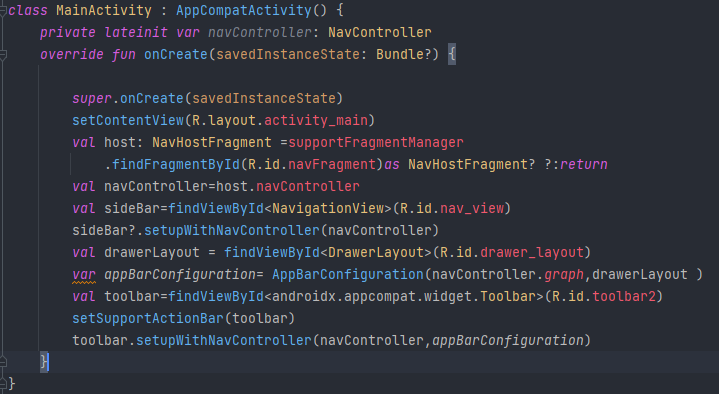 class MainActivity : AppCompatActivity() {
    private lateinit var navController: NavController
    override fun onCreate(savedInstanceState: Bundle?) {
        super.onCreate(savedInstanceState)
        setContentView(R.layout.activity_main)
        val host: NavHostFragment =supportFragmentManager
            .findFragmentById(R.id.navFragment)as NavHostFragment? ?:return
        val navController=host.navController
        val sideBar=findViewById<NavigationView>(R.id.nav_view)
        sideBar?.setupWithNavController(navController)
        val drawerLayout = findViewById<DrawerLayout>(R.id.drawer_layout)
        var appBarConfiguration= AppBarConfiguration(navController.graph,drawerLayout )
        val toolbar=findViewById<androidx.appcompat.widget.Toolbar>(R.id.toolbar2)
        setSupportActionBar(toolbar)
        toolbar.setupWithNavController(navController,appBarConfiguration)
    }
}